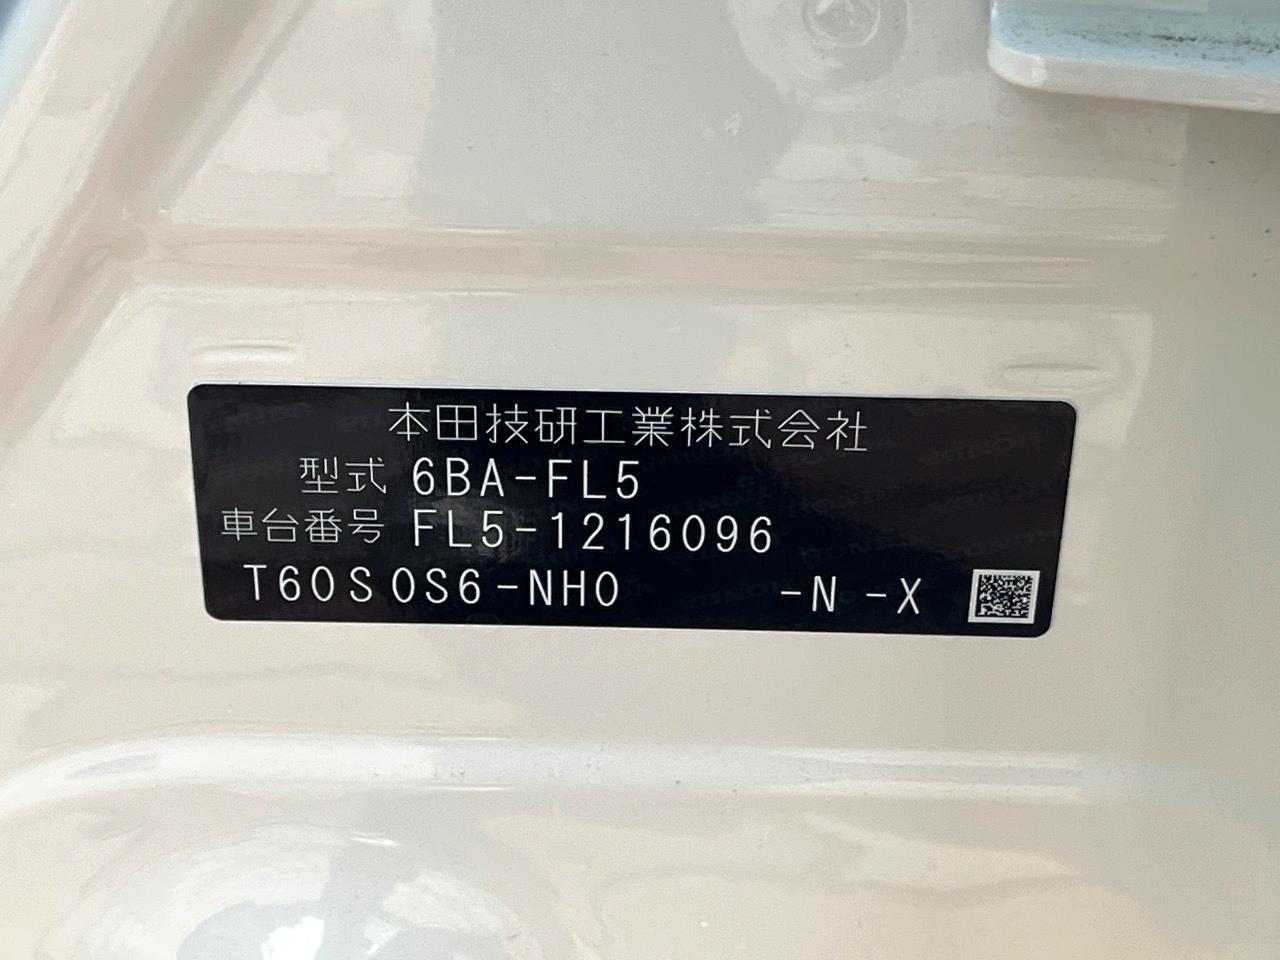 本田技研工業株式会社
型式 6BA-FL5
車台番号 FL5-1216096
T60S0S6-NH0 -N -X